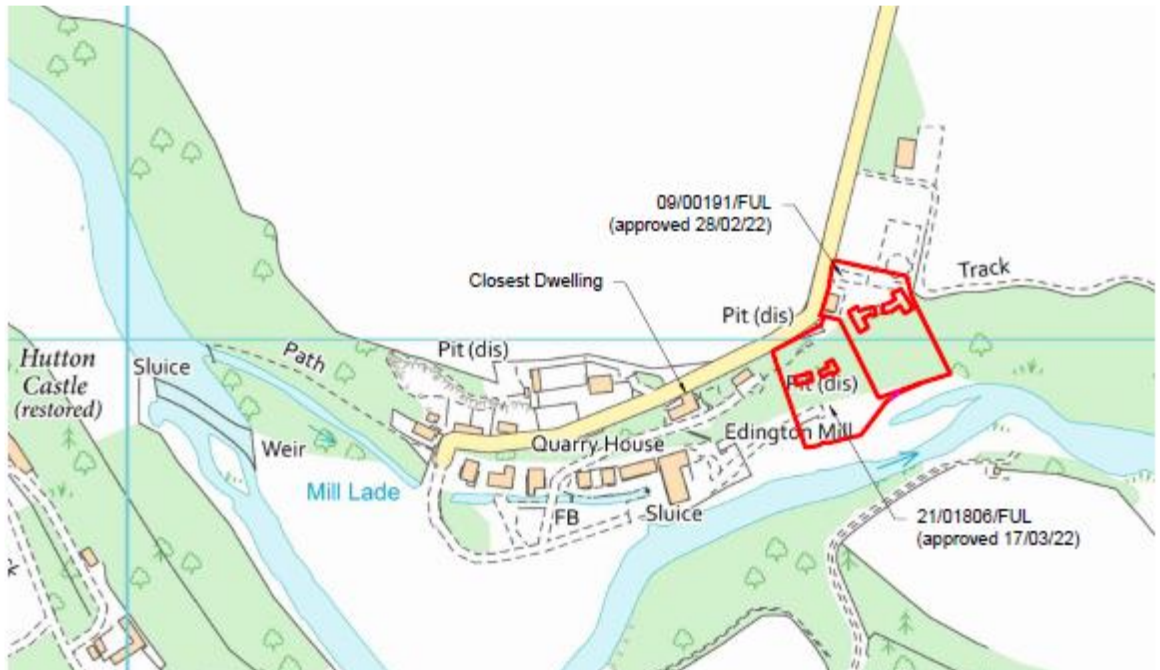 09/00191/FUL
(approved 28/02/22)
Track
Closest Dwelling
Pit (dis)
Pit (dis)
Path
Hutton
Castle
(restored)
Sluice
Pit (dis)
Quarry House
Edington Mill
Weir
Mill Lade
FB
Sluice
21/01806/FUL
(approved 17/03/22)